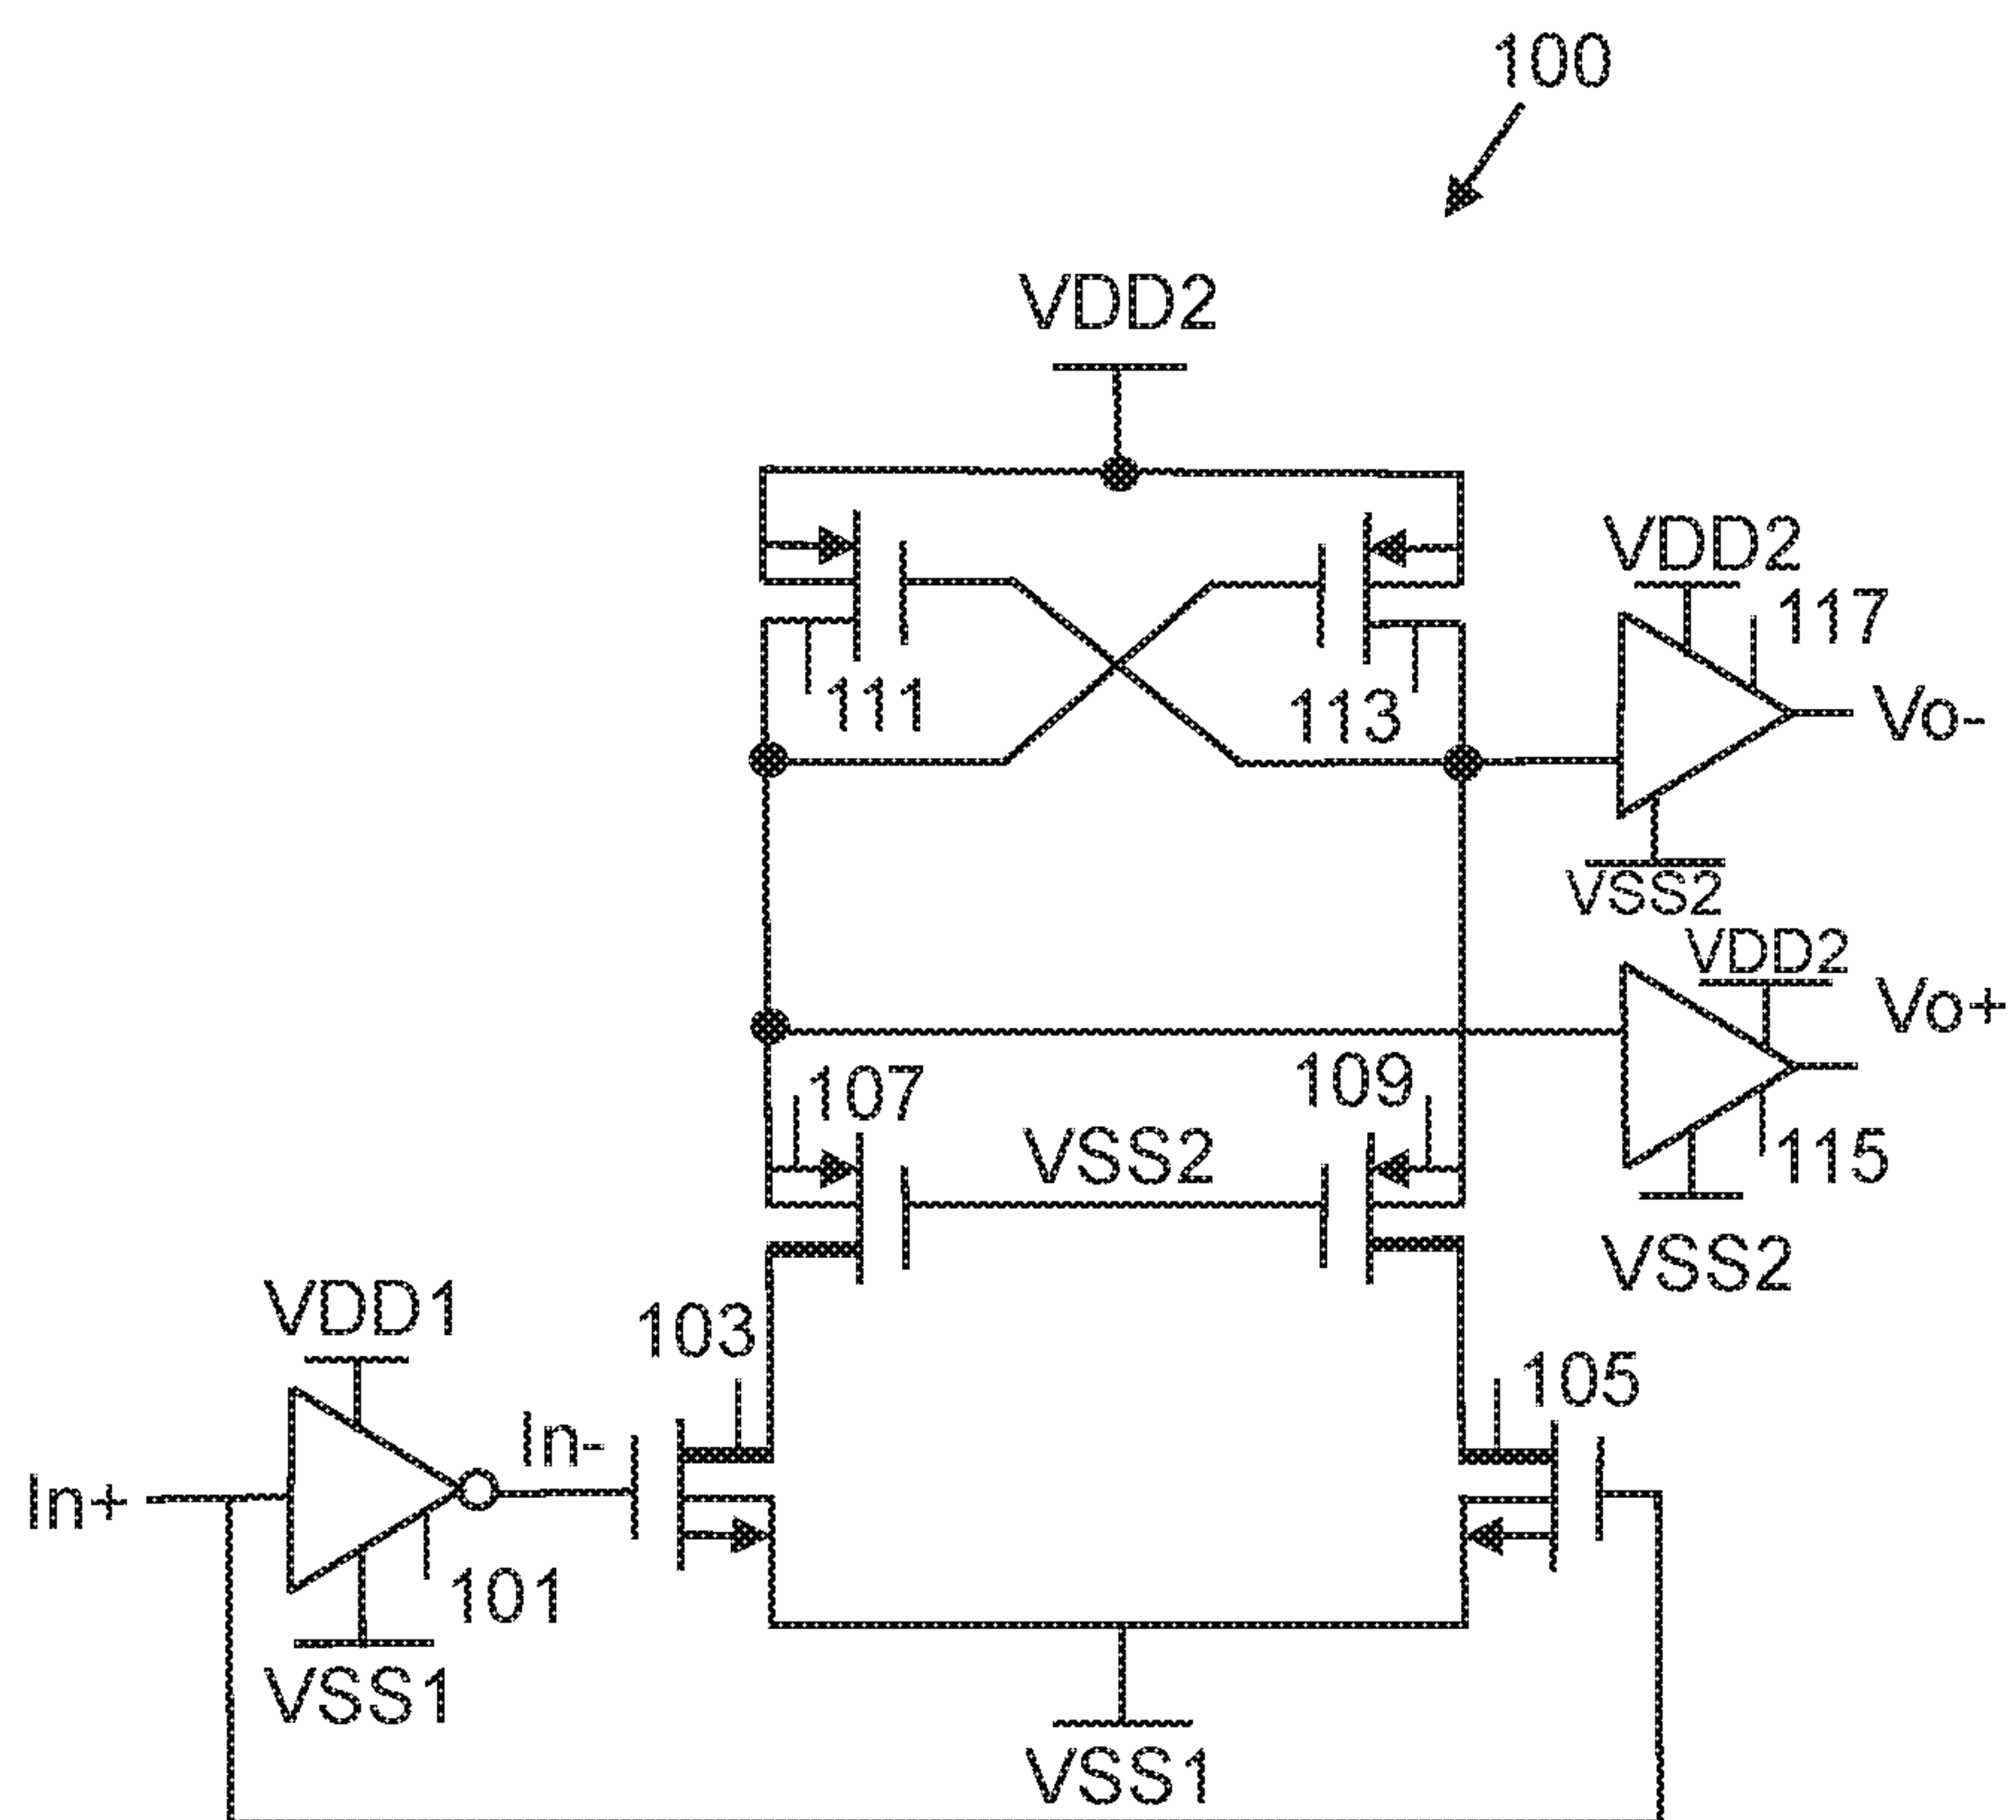 100
VDD2
VDD2
117
111
113
Vo-
VSS2
VDD2
Vo+
107
109
VSS2
115
VSS2
VDD1
103
105
In-
In+
101
VSS1
VSS1